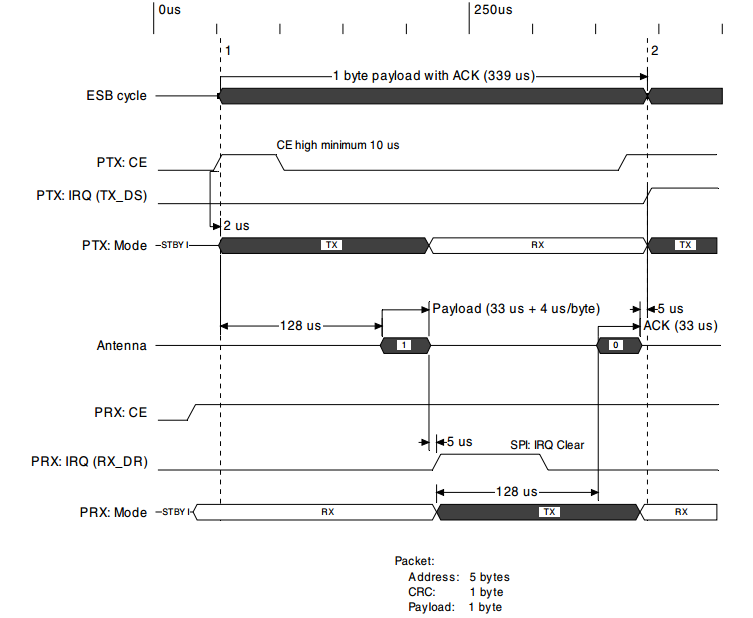 0us 250us
1 2
1 byte payload with ACK (339 us)
ESB cycle
CE high minimum 10 us
PTX: CE
PTX: IRQ (TX_DS)
2 us
PTX: Mode STBY I TX RX TX
Payload (33 us + 4 us/byte) 5 us
128 us ACK (33 us)
Antenna 1 0
PRX: CE
5 us SPI: IRQ Clear
PRX: IRQ (RX_DR)
128 us
PRX: Mode STBY I RX TX RX
Packet:
Address: 5 bytes
CRC: 1 byte
Payload: 1 byte